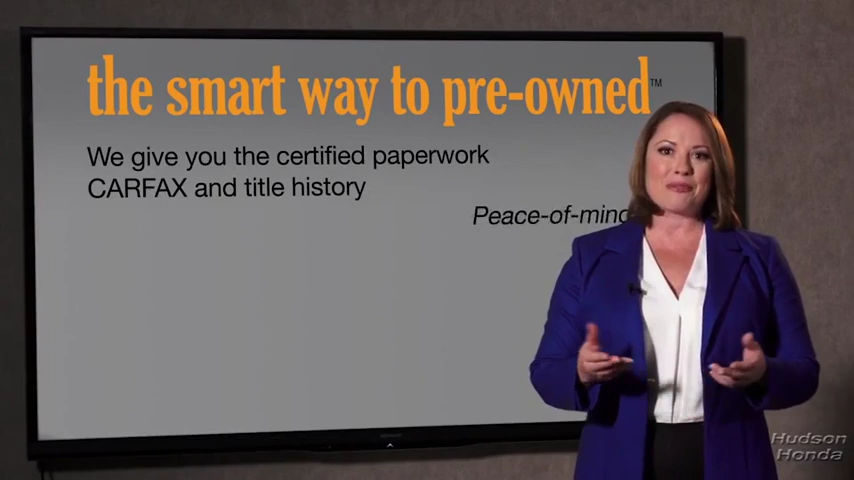 the smart way to pre-owned™
We give you the certified paperwork
CARFAX and title history
Peace-of-mind
Hudson
Honda